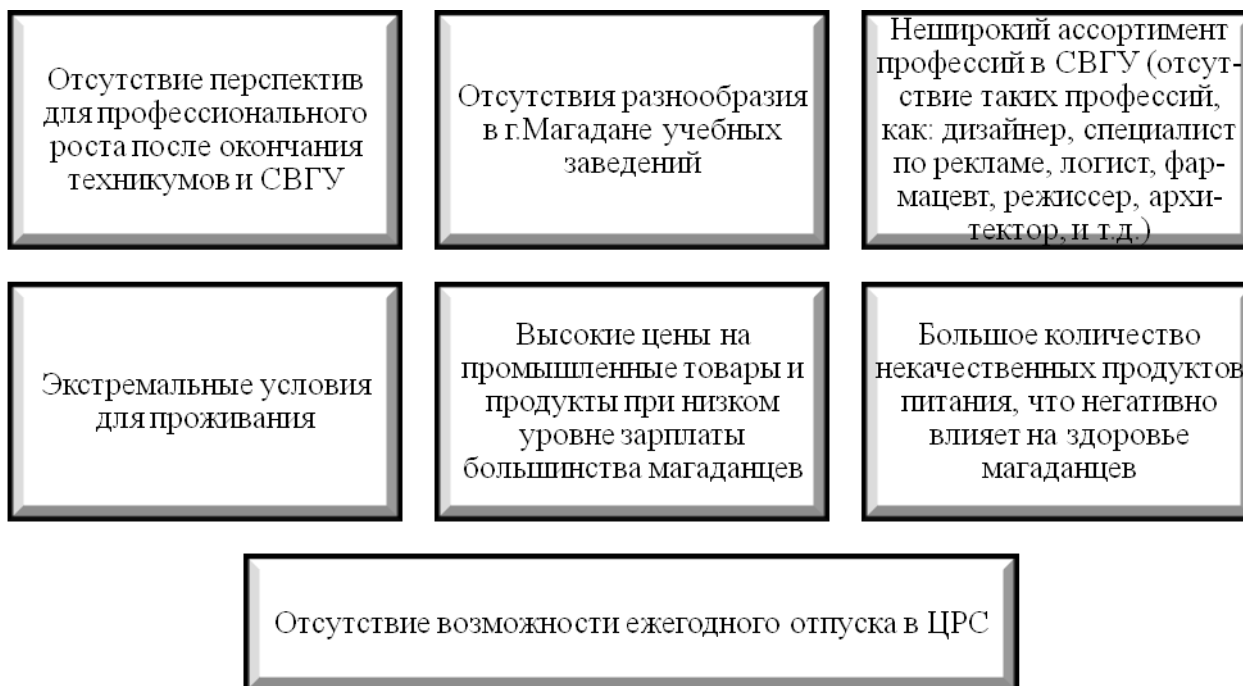 Отсутствие перспектив
для профессионального
роста после окончания
техникумов и СВГУ
Отсутствия разнообразия
в г.Магадане учебных
заведений
Неширокий ассортимент
профессий в СВГУ (отсут-
ствие таких профессий,
как: дизайнер, специалист
по рекламе, логист, фар-
мацевт, режиссер, архи-
тектор, и т.д.)
Экстремальные условия
для проживания
Высокие цены на
промышленные товары и
продукты при низком
уровне зарплаты
большинства магаданцев
Большое количество
некачественных продуктов
питания, что негативно
влияет на здоровье
магаданцев
Отсутствие возможности ежегодного отпуска в ЦРС